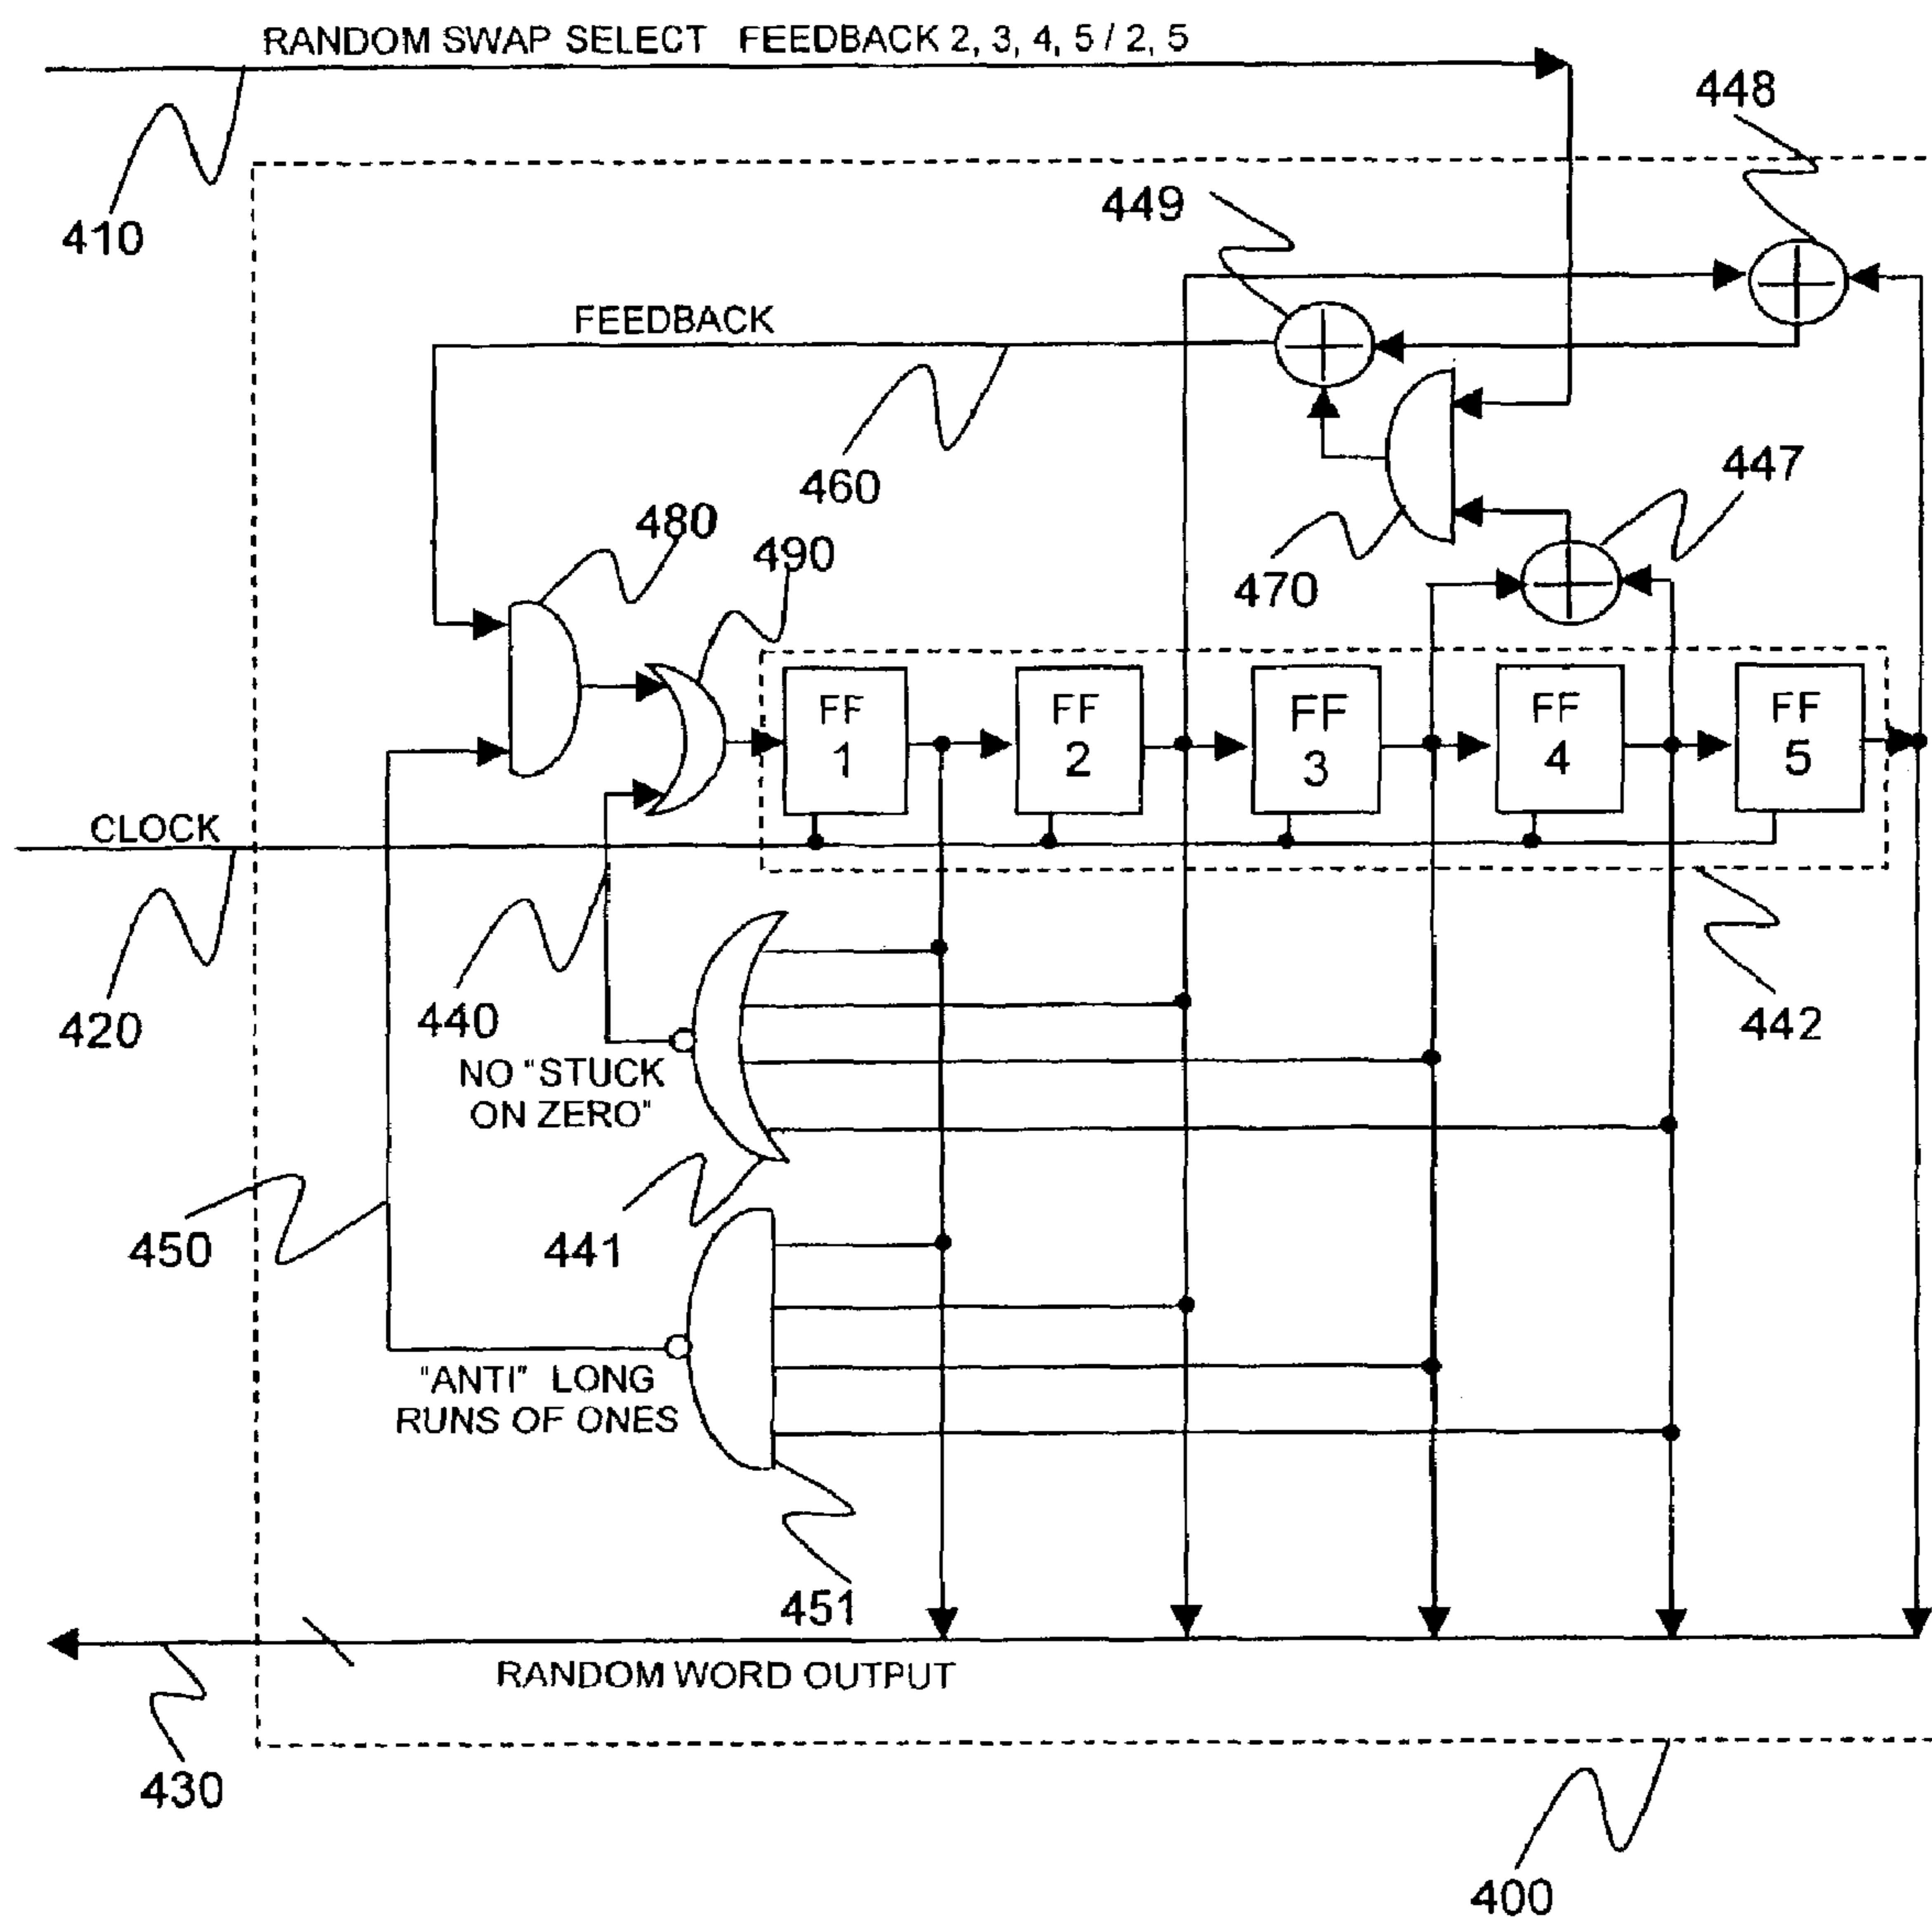 RANDOM SWAP SELECT FEEDBACK 2, 3, 4, 5 / 2, 5
448
449
410
FEEDBACK
447
460
480
490
470
FF 1
FF 2
FF 3
FF 4
FF 5
CLOCK
420
440
442
NO "STUCK
ON ZERO"
450
441
"ANTI" LONG
RUNS OF ONES
451
RANDOM WORD OUTPUT
430
400